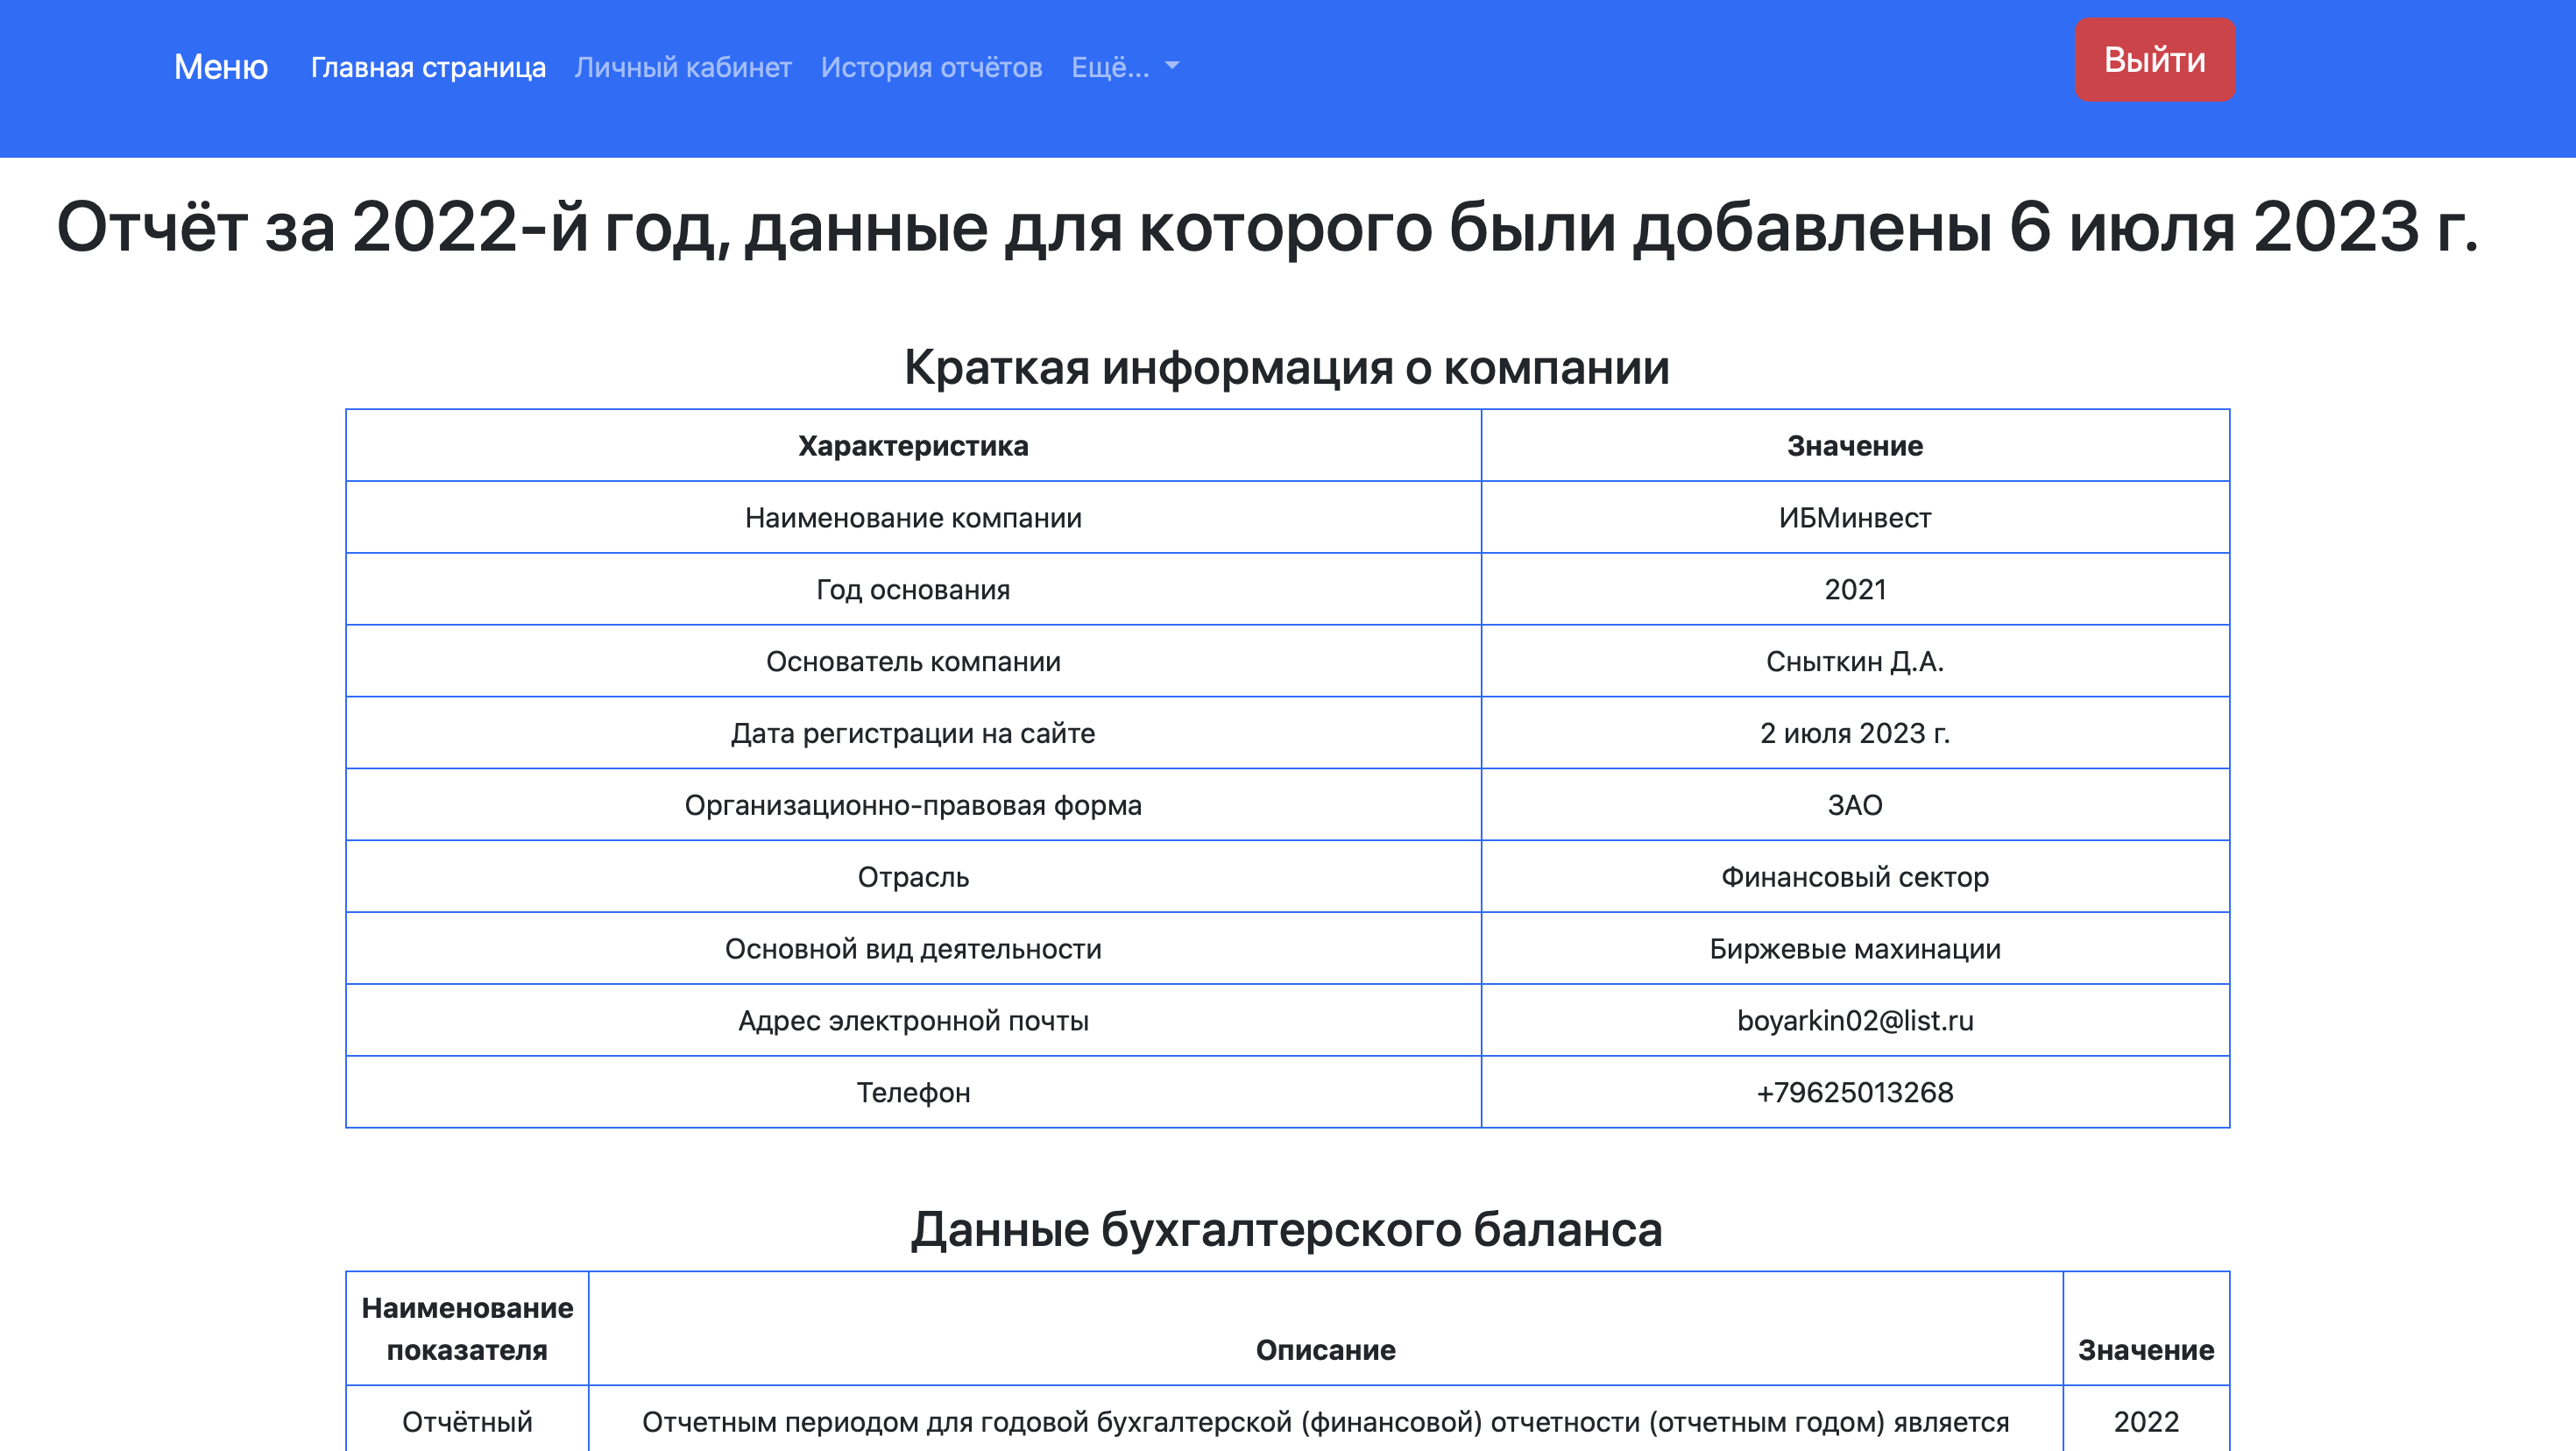 Меню Главная страница Личный кабинет История отчётов Ещё... Выйти
Отчёт за 2022-й год, данные для которого были добавлены 6 июля 2023 г.
Краткая информация о компании
Характеристика Значение
Наименование компании ИБМинвест
Год основания 2021
Основатель компании Сныткин Д.А.
Дата регистрации на сайте 2 июля 2023 г.
Организационно-правовая форма ЗАО
Отрасль Финансовый сектор
Основной вид деятельности Биржевые махинации
Адрес электронной почты boyarkin02@list.ru
Телефон +79625013268
Данные бухгалтерского баланса
Наименование
показателя Описание Значение
Отчётный Отчетным периодом для годовой бухгалтерской (финансовой) отчетности (отчетным годом) является 2022